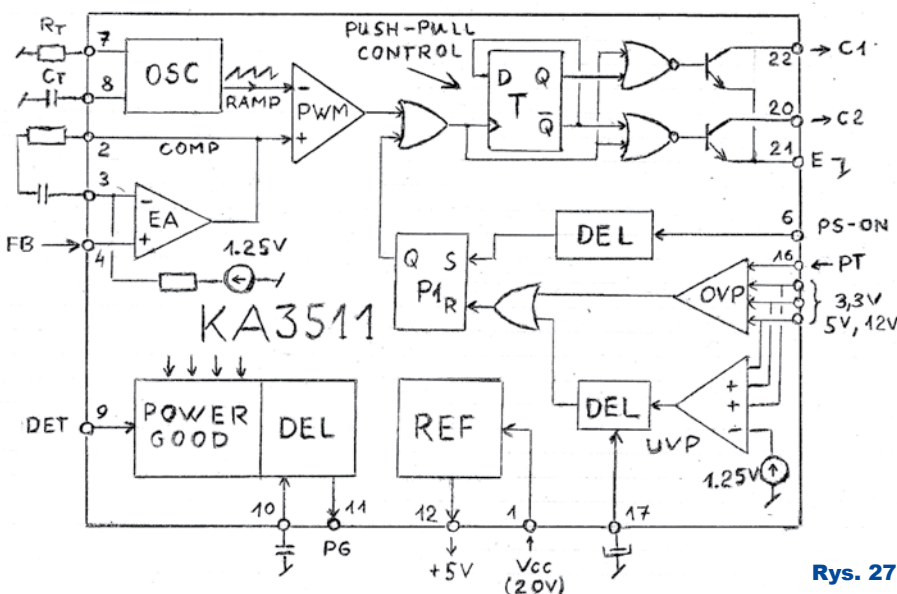 RT
7
CT
8
OSC
RAMP
PWM
PUSH-PULL
CONTROL
D Q
T
Q̅
22
→ C1
20
→ C2
21
E
2
COMP
3
EA
FB
4
1.25V
KA3511
Q S
P1
R
DEL
6
PS-ON
16
PT
OVP
3,3V
5V, 12V
DEL
UVP
+
+
-
1.25V
DET
9
POWER
GOOD
DEL
REF
10
11
PG
12
+5V
1
Vcc
(20V)
17
Rys. 27